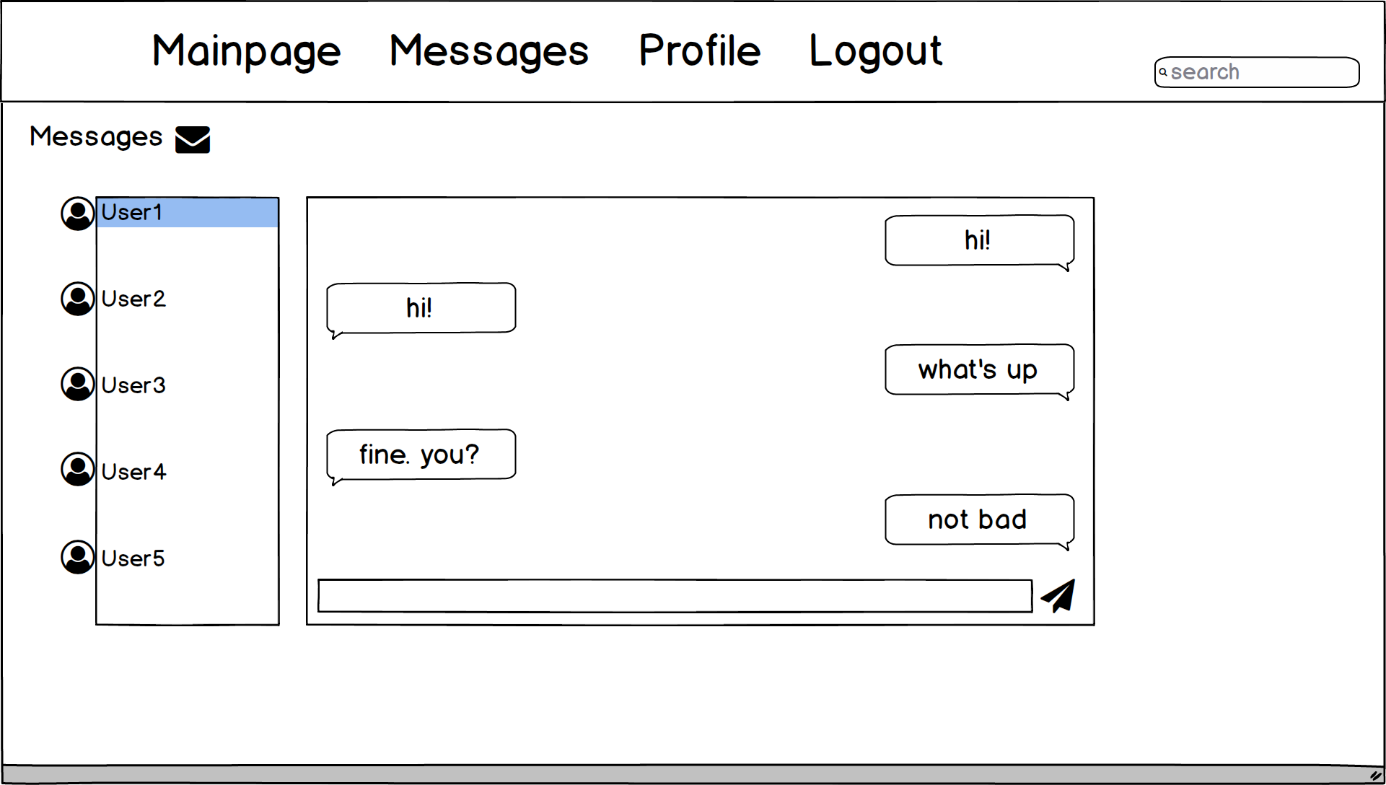 Mainpage Messages Profile Logout
search
Messages
User1
User2
User3
User4
User5
hi!
hi!
what's up
fine. you?
not bad